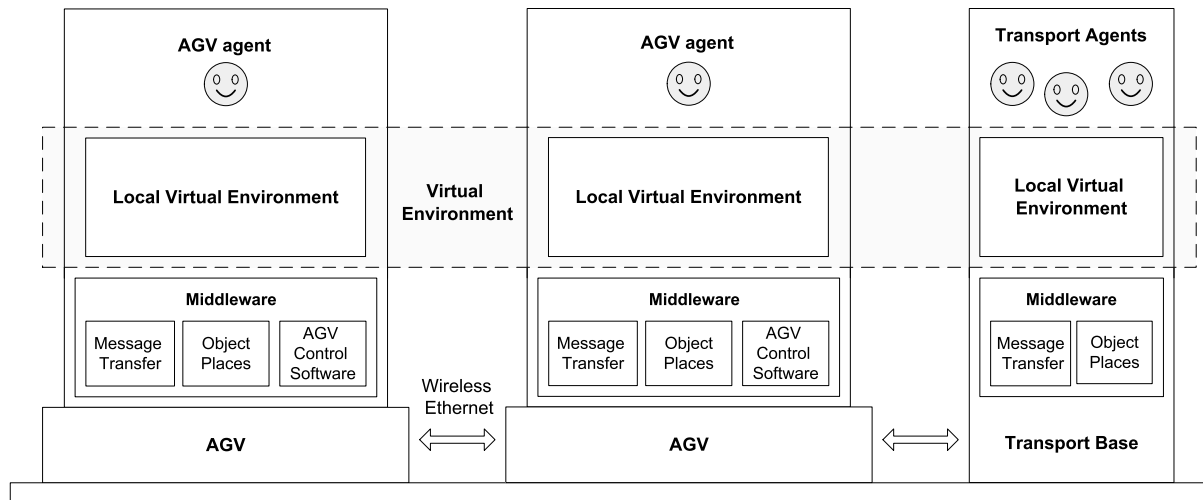 AGV agent
AGV agent
Transport Agents
Local Virtual Environment
Virtual
Environment
Local Virtual Environment
Local Virtual
Environment
Middleware
Message
Transfer
Object
Places
AGV
Control
Software
Middleware
Message
Transfer
Object
Places
AGV
Control
Software
Middleware
Message
Transfer
Object
Places
Wireless
Ethernet
AGV
AGV
Transport Base